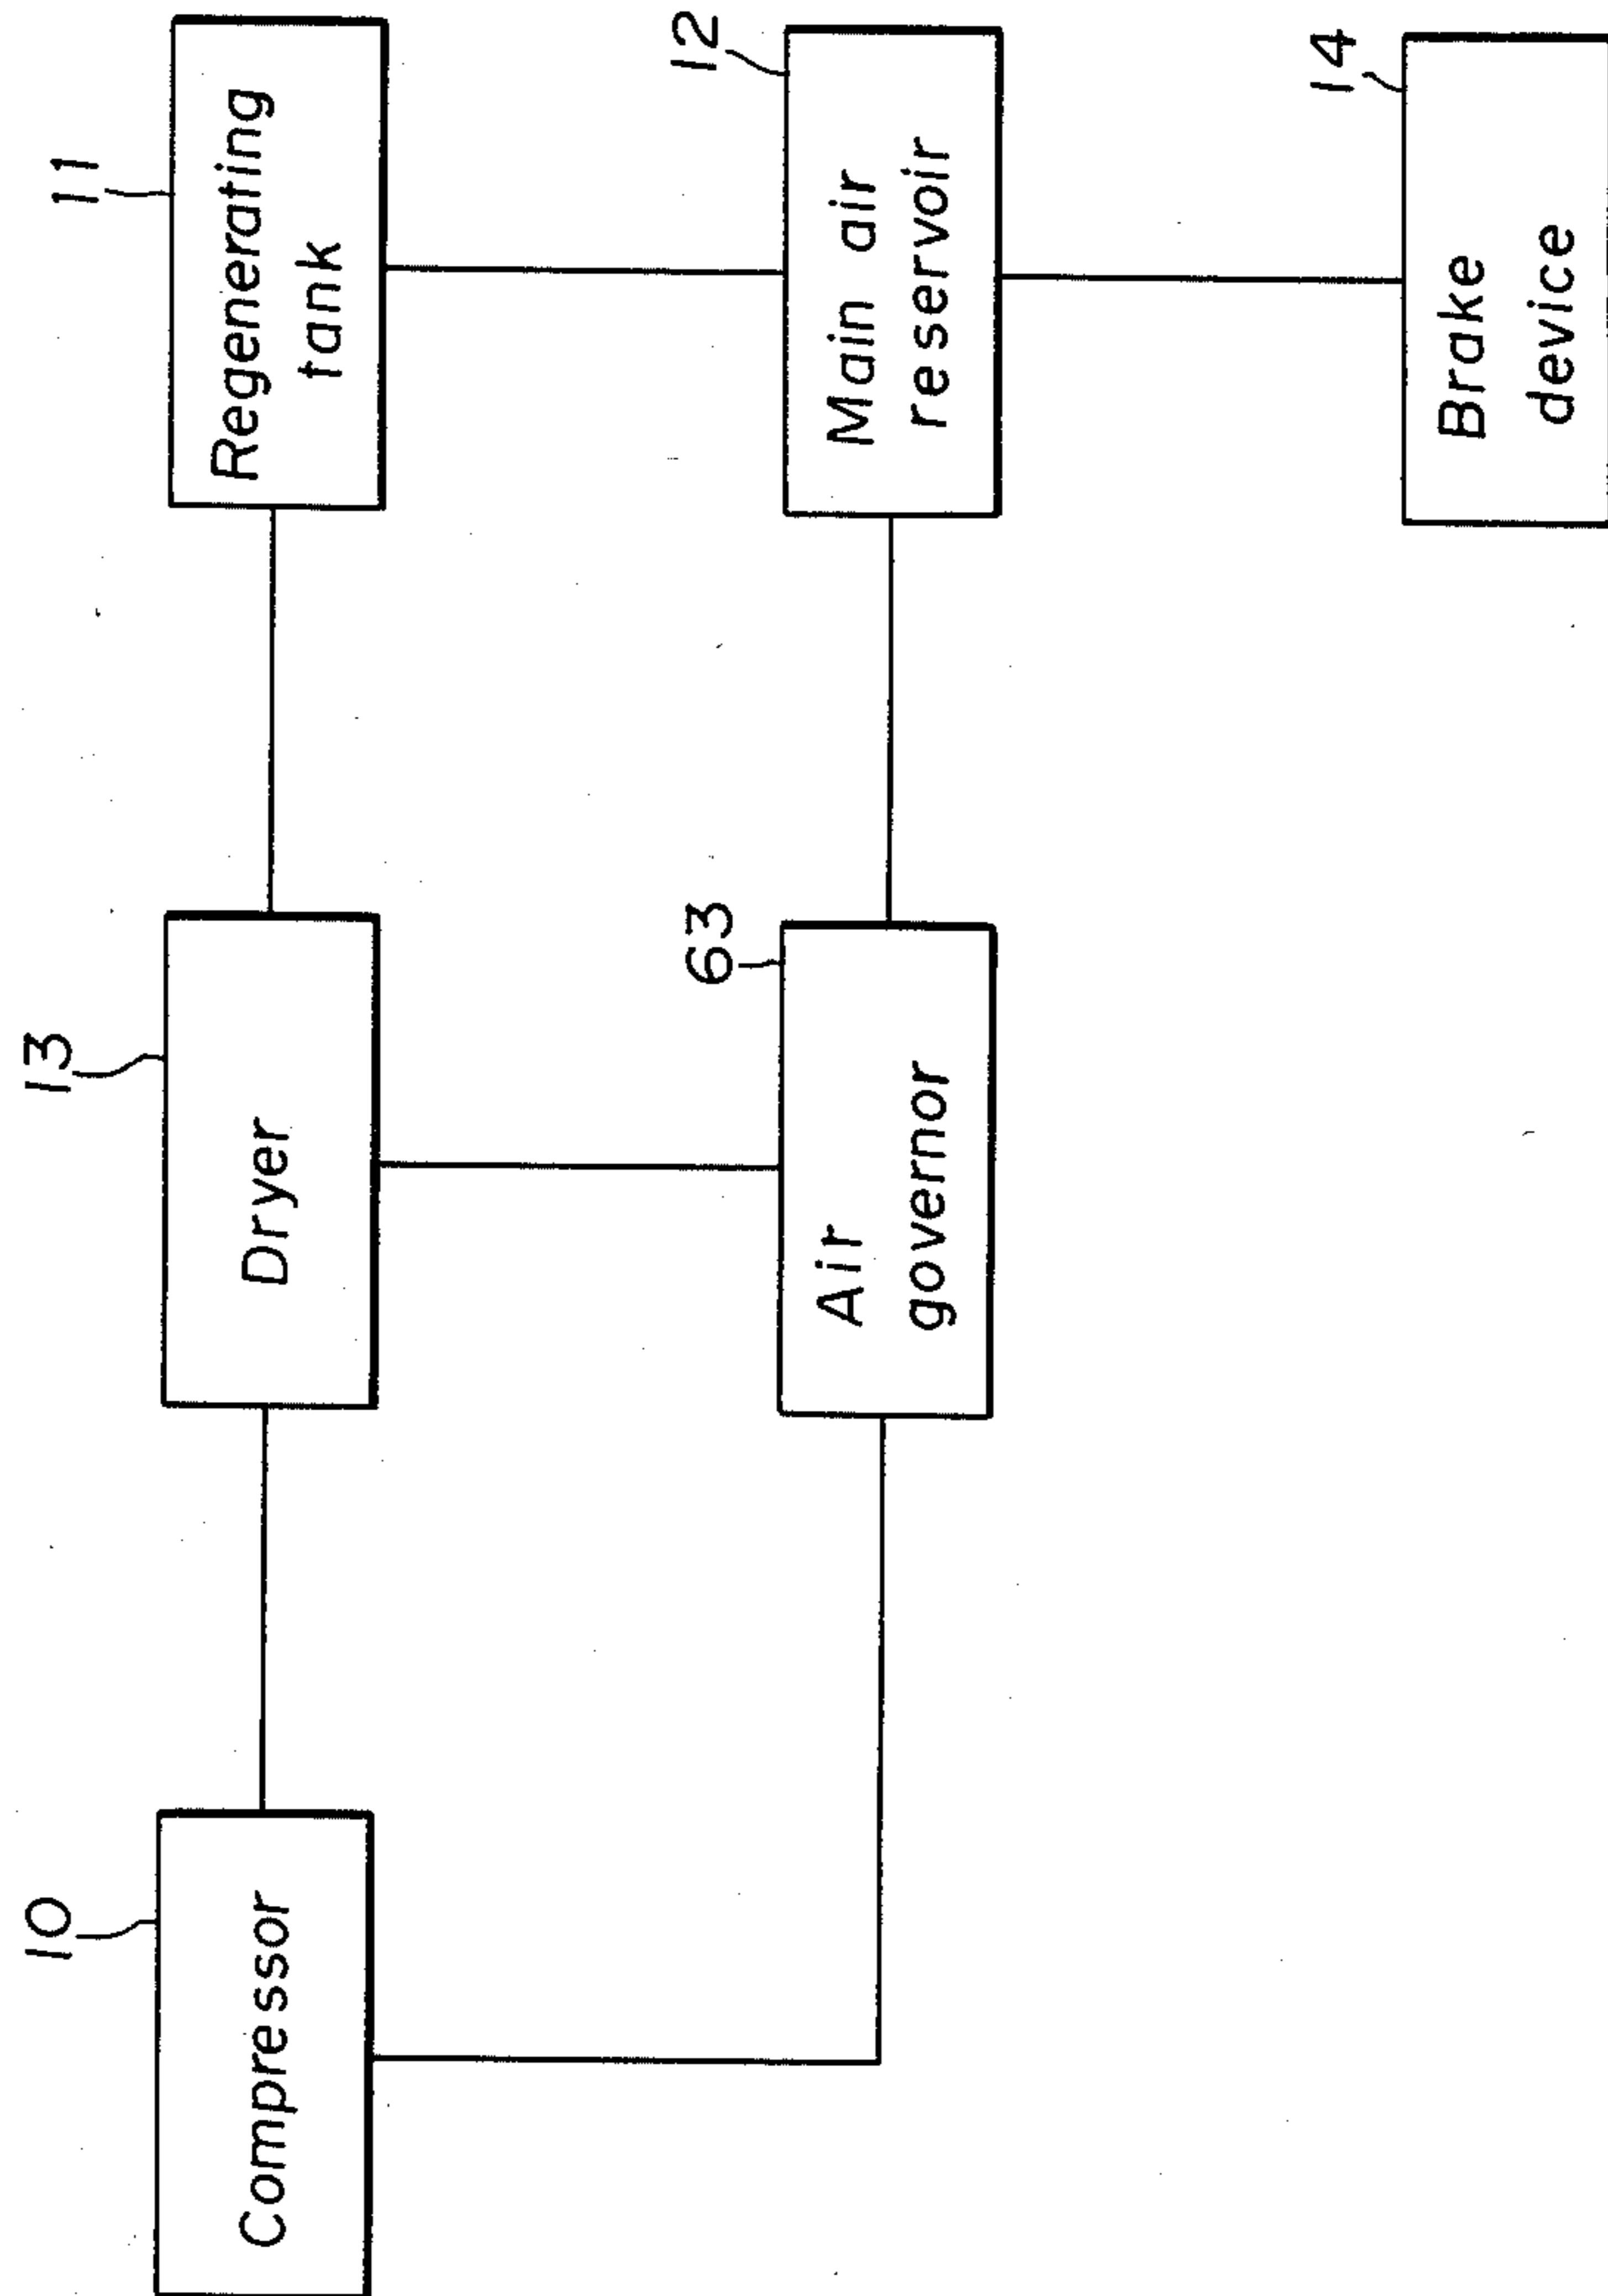 10
Compressor
13
Dryer
11
Regenerating
tank
63
Air
governor
12
Main air
reservoir
14
Brake
device